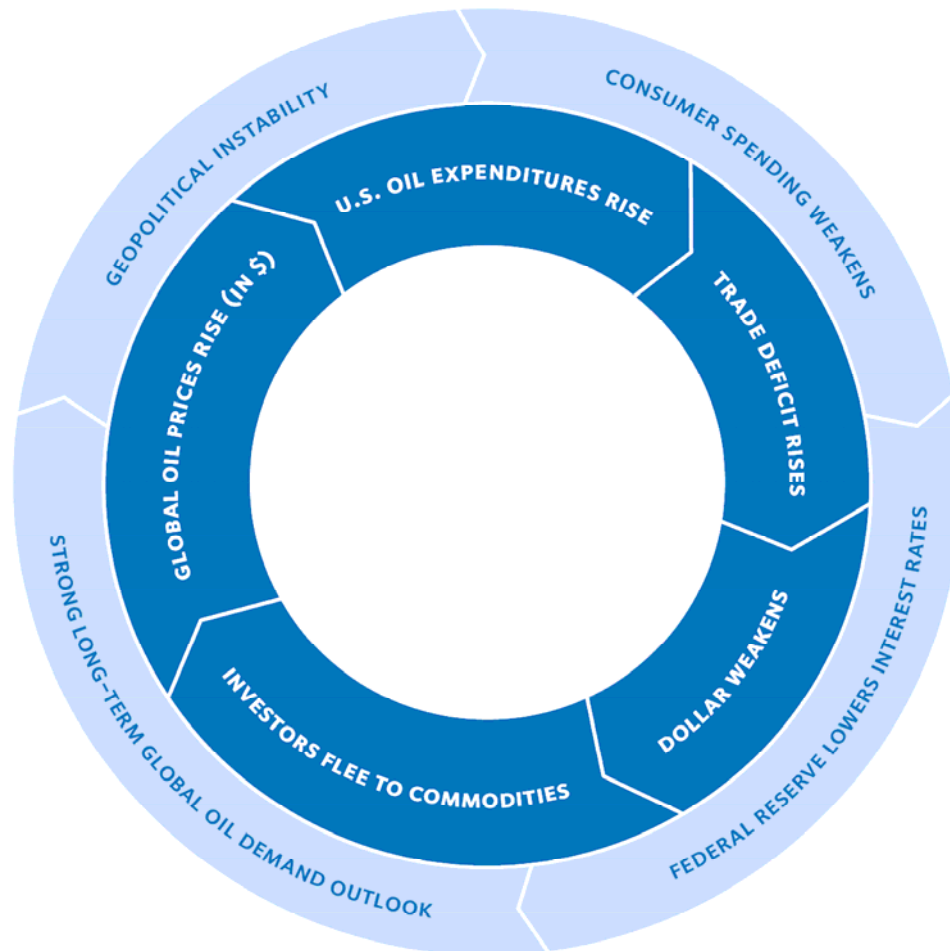 GEOPOLITICAL INSTABILITY
CONSUMER SPENDING WEAKENS
FEDERAL RESERVE LOWERS INTEREST RATES
STRONG LONG-TERM GLOBAL OIL DEMAND OUTLOOK
U.S. OIL EXPENDITURES RISE
TRADE DEFICIT RISES
DOLLAR WEAKENS
INVESTORS FLEE TO COMMODITIES
GLOBAL OIL PRICES RISE (IN $)